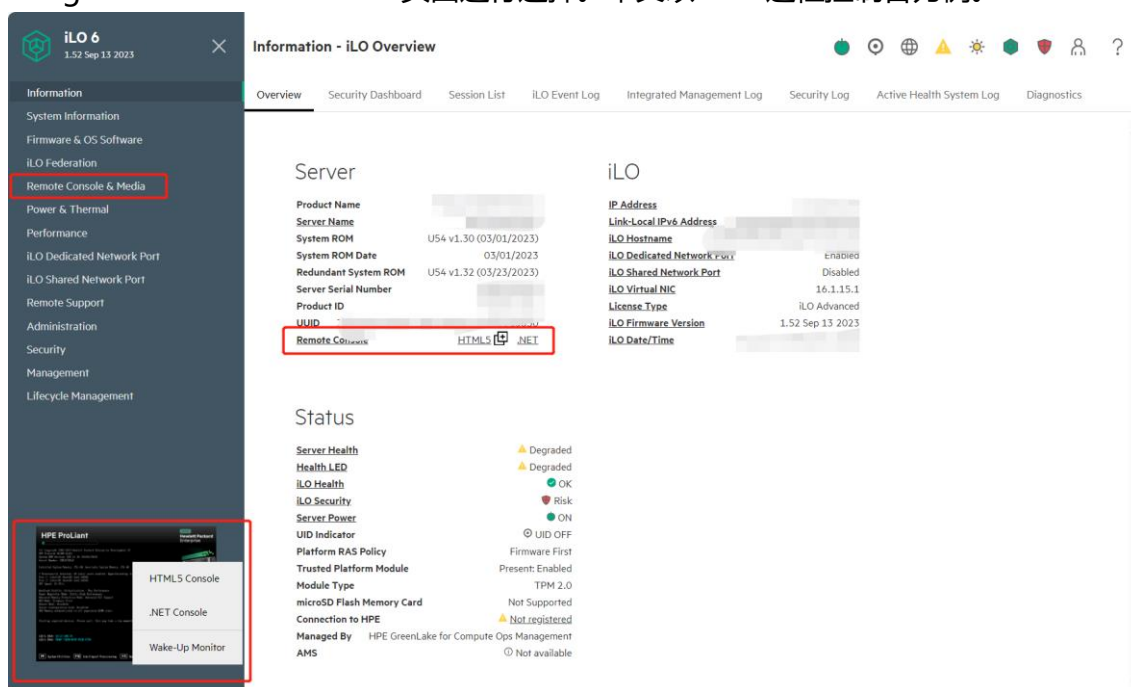 iLO 6
1.52 Sep 13 2023
Information - iLO Overview
?
Information
System Information
Firmware & OS Software
iLO Federation
Remote Console & Media
Power & Thermal
Performance
iLO Dedicated Network Port
iLO Shared Network Port
Remote Support
Administration
Security
Management
Lifecycle Management
Overview Security Dashboard Session List iLO Event Log Integrated Management Log Security Log Active Health System Log Diagnostics
Server
Product Name
Server Name
System ROM U54 v1.30 (03/01/2023)
System ROM Date 03/01/2023
Redundant System ROM U54 v1.32 (03/23/2023)
Server Serial Number
Product ID
UUID
Remote Console HTML5 .NET
iLO
IP Address
Link-Local IPv6 Address
iLO Hostname
iLO Dedicated Network Port Enabled
iLO Shared Network Port Disabled
iLO Virtual NIC 16.1.15.1
License Type iLO Advanced
iLO Firmware Version 1.52 Sep 13 2023
iLO Date/Time
Status
Server Health Degraded
Health LED Degraded
iLO Health OK
iLO Security Risk
Server Power ON
UID Indicator UID OFF
Platform RAS Policy Firmware First
Trusted Platform Module Present: Enabled
Module Type TPM 2.0
microSD Flash Memory Card Not Supported
Connection to HPE Not registered
Managed By HPE GreenLake for Compute Ops Management
AMS Not available
HPE ProLiant
Hewlett Packard
Enterprise
HTML5 Console
.NET Console
Wake-Up Monitor